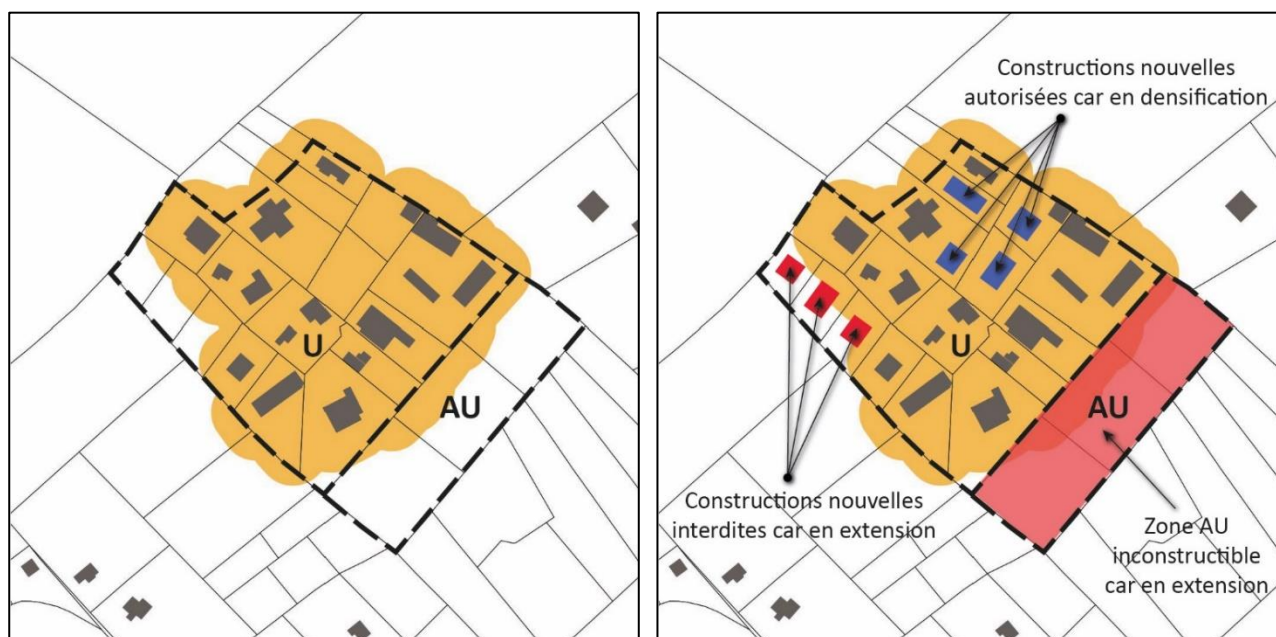 U
AU
Constructions nouvelles
autorisées car en densification
U
AU
Constructions nouvelles
interdites car en extension
Zone AU
inconstructible
car en extension